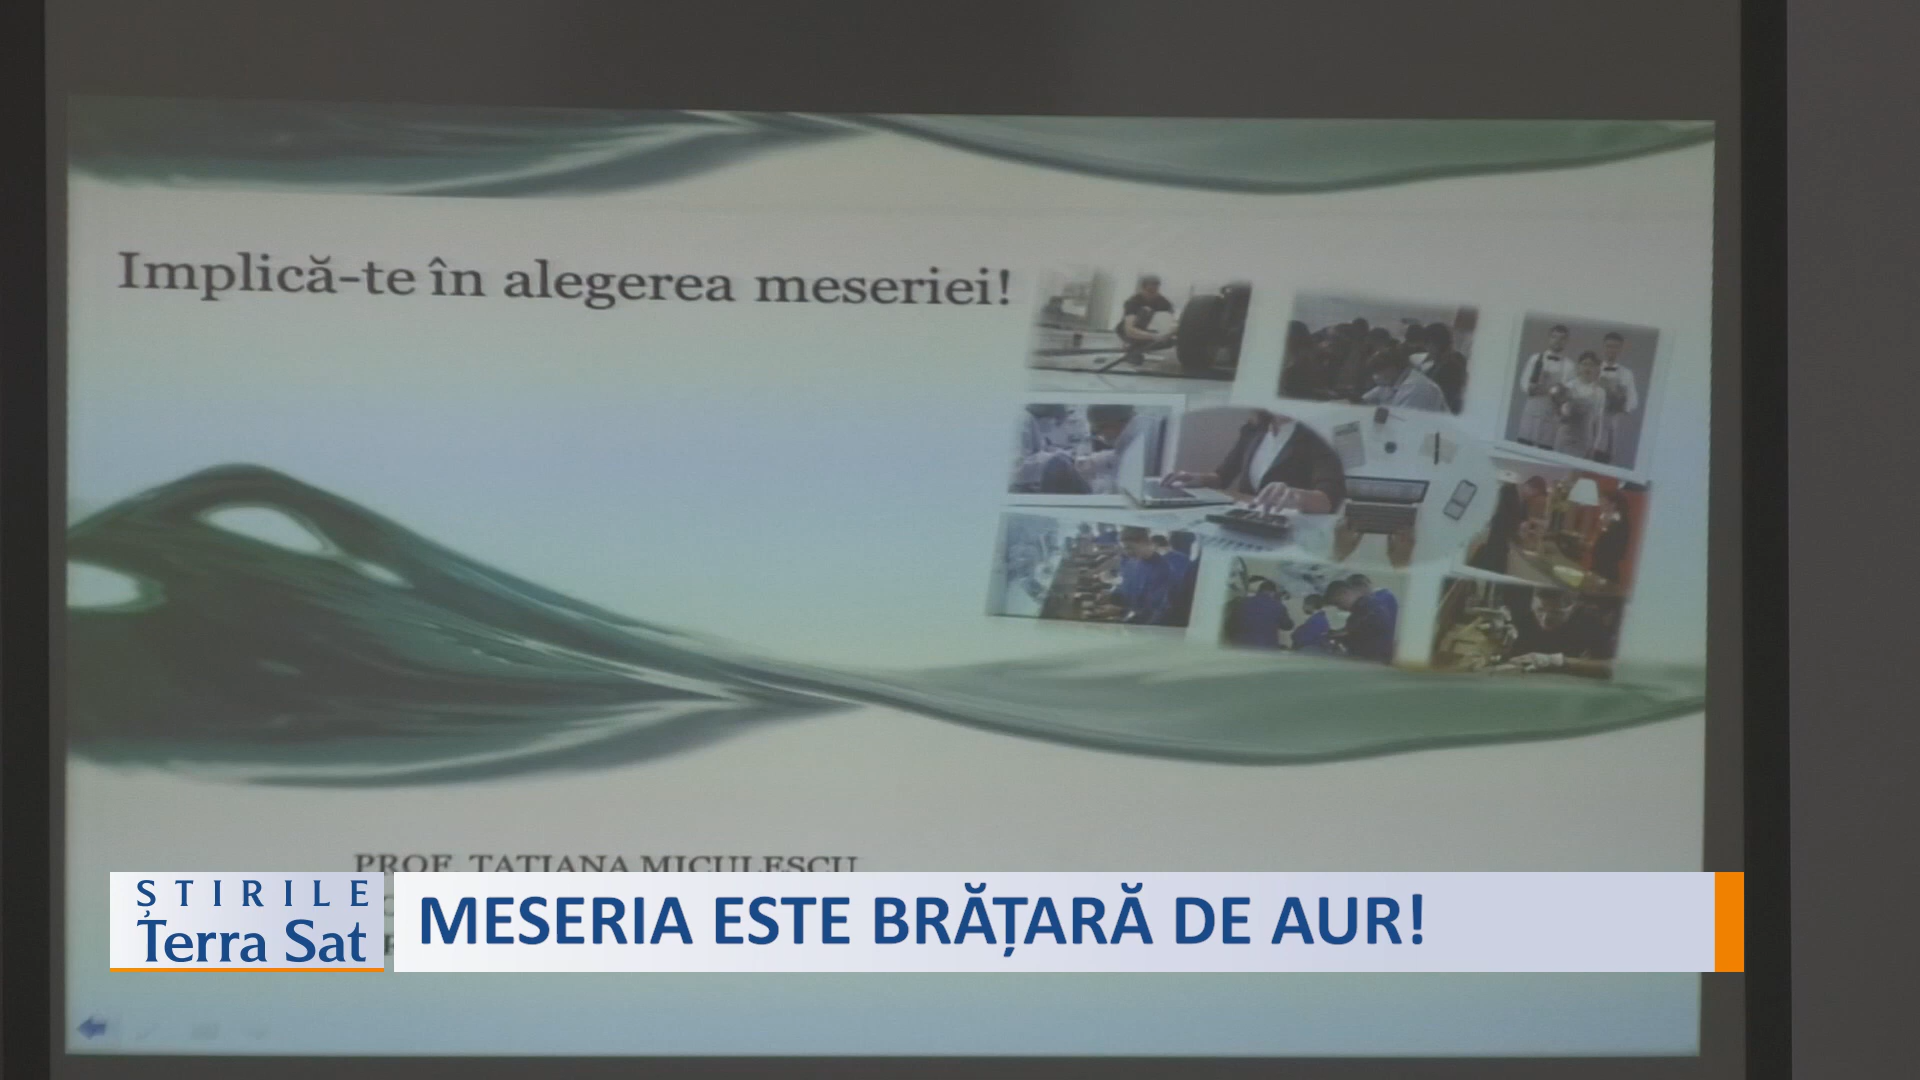 Implică-te în alegerea meseriei!
PROF. TATIANA MICULESCU
ȘTIRILE
Terra Sat
MESERIA ESTE BRĂȚARĂ DE AUR!